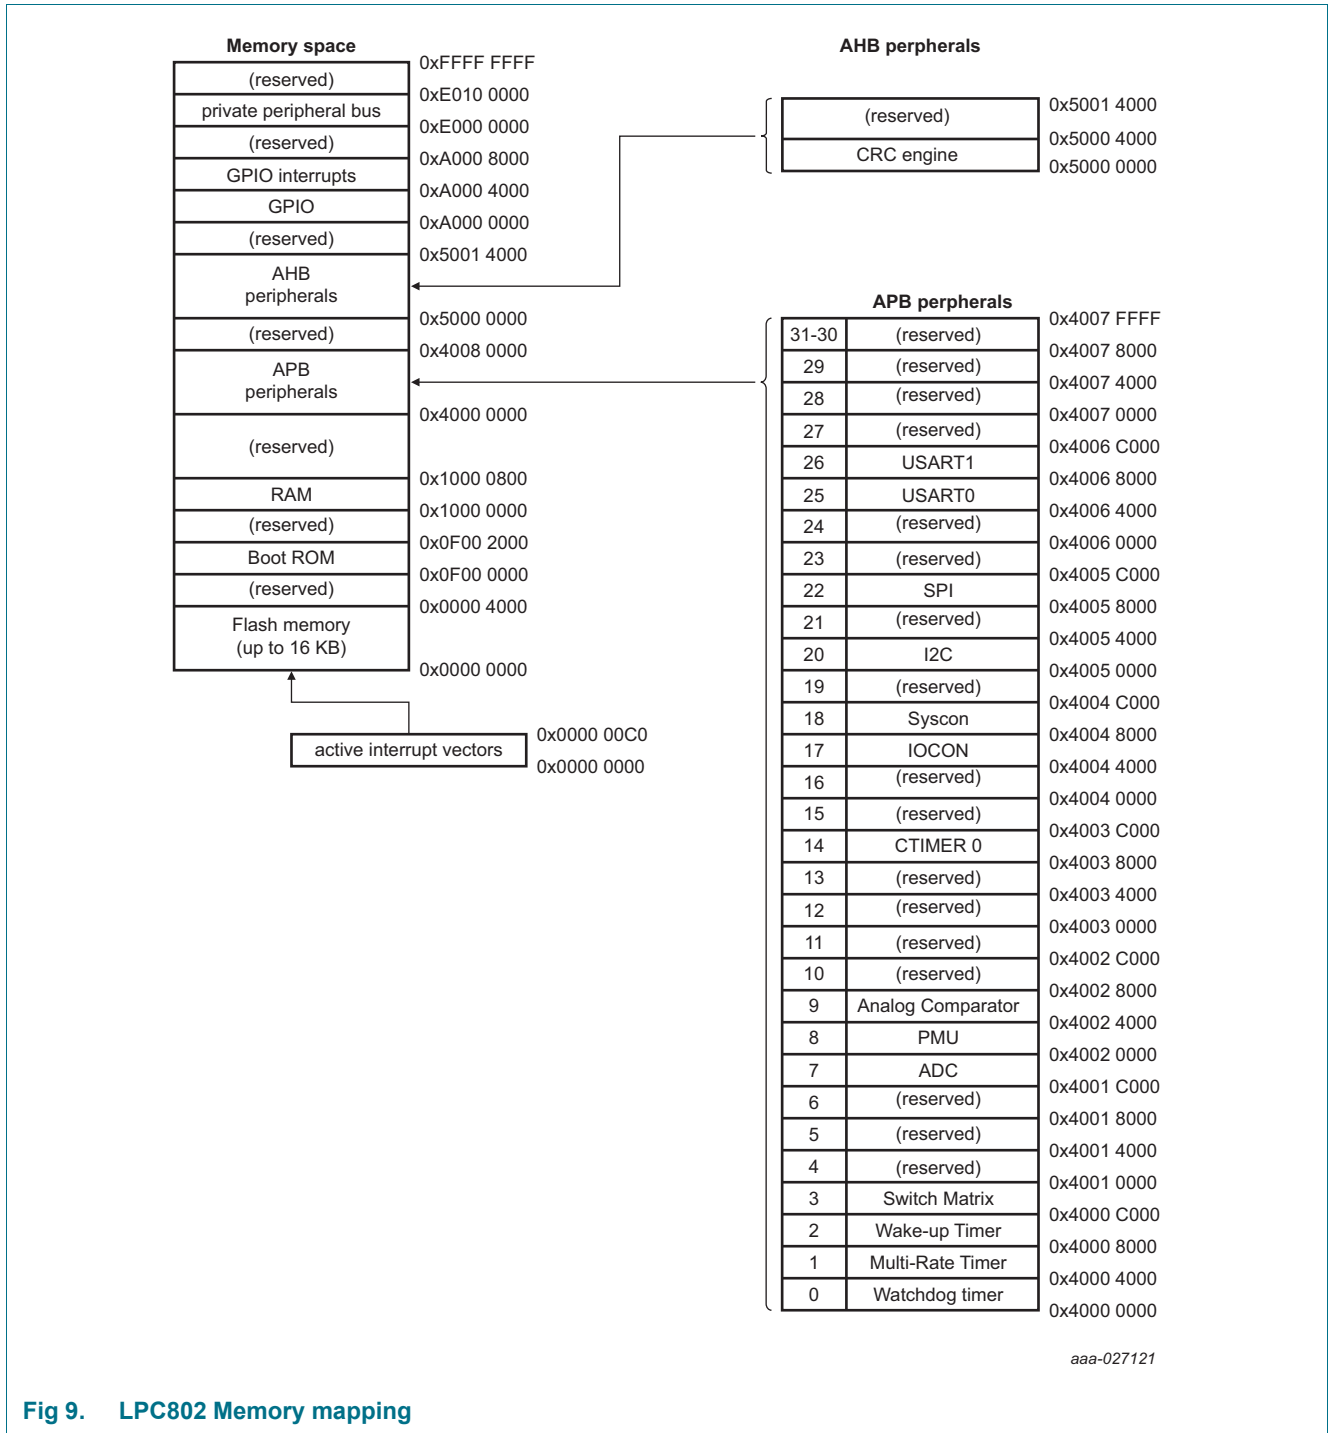 Memory space
0xFFFF FFFF
(reserved)
0xE010 0000
private peripheral bus
0xE000 0000
(reserved)
0xA000 8000
GPIO interrupts
0xA000 4000
GPIO
0xA000 0000
(reserved)
0x5001 4000
AHB
peripherals
0x5000 0000
(reserved)
0x4008 0000
APB
peripherals
0x4000 0000
(reserved)
0x1000 0800
RAM
0x1000 0000
(reserved)
0x0F00 2000
Boot ROM
0x0F00 0000
(reserved)
0x0000 4000
Flash memory
(up to 16 KB)
0x0000 0000
active interrupt vectors
0x0000 00C0
0x0000 0000
AHB perpherals
0x5001 4000
(reserved)
0x5000 4000
CRC engine
0x5000 0000
APB perpherals
0x4007 FFFF
31-30 (reserved)
0x4007 8000
29 (reserved)
0x4007 4000
28 (reserved)
0x4007 0000
27 (reserved)
0x4006 C000
26 USART1
0x4006 8000
25 USART0
0x4006 4000
24 (reserved)
0x4006 0000
23 (reserved)
0x4005 C000
22 SPI
0x4005 8000
21 (reserved)
0x4005 4000
20 I2C
0x4005 0000
19 (reserved)
0x4004 C000
18 Syscon
0x4004 8000
17 IOCON
0x4004 4000
16 (reserved)
0x4004 0000
15 (reserved)
0x4003 C000
14 CTIMER 0
0x4003 8000
13 (reserved)
0x4003 4000
12 (reserved)
0x4003 0000
11 (reserved)
0x4002 C000
10 (reserved)
0x4002 8000
9 Analog Comparator
0x4002 4000
8 PMU
0x4002 0000
7 ADC
0x4001 C000
6 (reserved)
0x4001 8000
5 (reserved)
0x4001 4000
4 (reserved)
0x4001 0000
3 Switch Matrix
0x4000 C000
2 Wake-up Timer
0x4000 8000
1 Multi-Rate Timer
0x4000 4000
0 Watchdog timer
0x4000 0000
aaa-027121
Fig 9. LPC802 Memory mapping